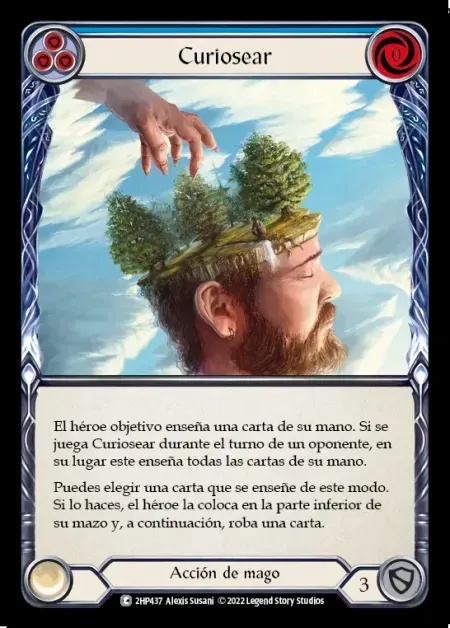 Curiosear
0
El héroe objetivo enseña una carta de su mano. Si se
juega Curiosear durante el turno de un oponente, en
su lugar este enseña todas las cartas de su mano.
Puedes elegir una carta que se enseñe de este modo.
Si lo haces, el héroe la coloca en la parte inferior de
su mazo y, a continuación, roba una carta.
Acción de mago
3
C 2HP437 Alexis Susani © 2022 Legend Story Studios